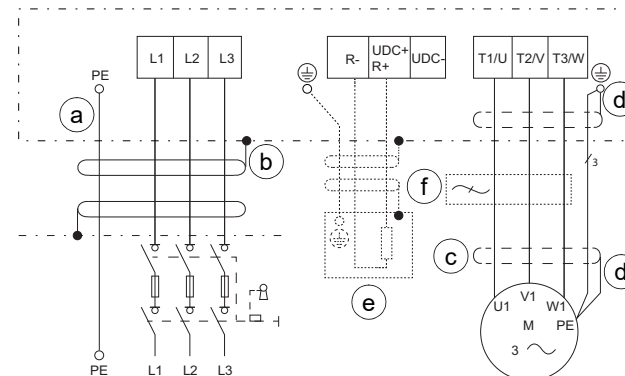 L1 L2 L3
R- UDC+ R+ UDC-
T1/U T2/V T3/W
PE
a
d
b
3
f
c
d
e
U1 V1 W1
M PE
3
PE L1 L2 L3